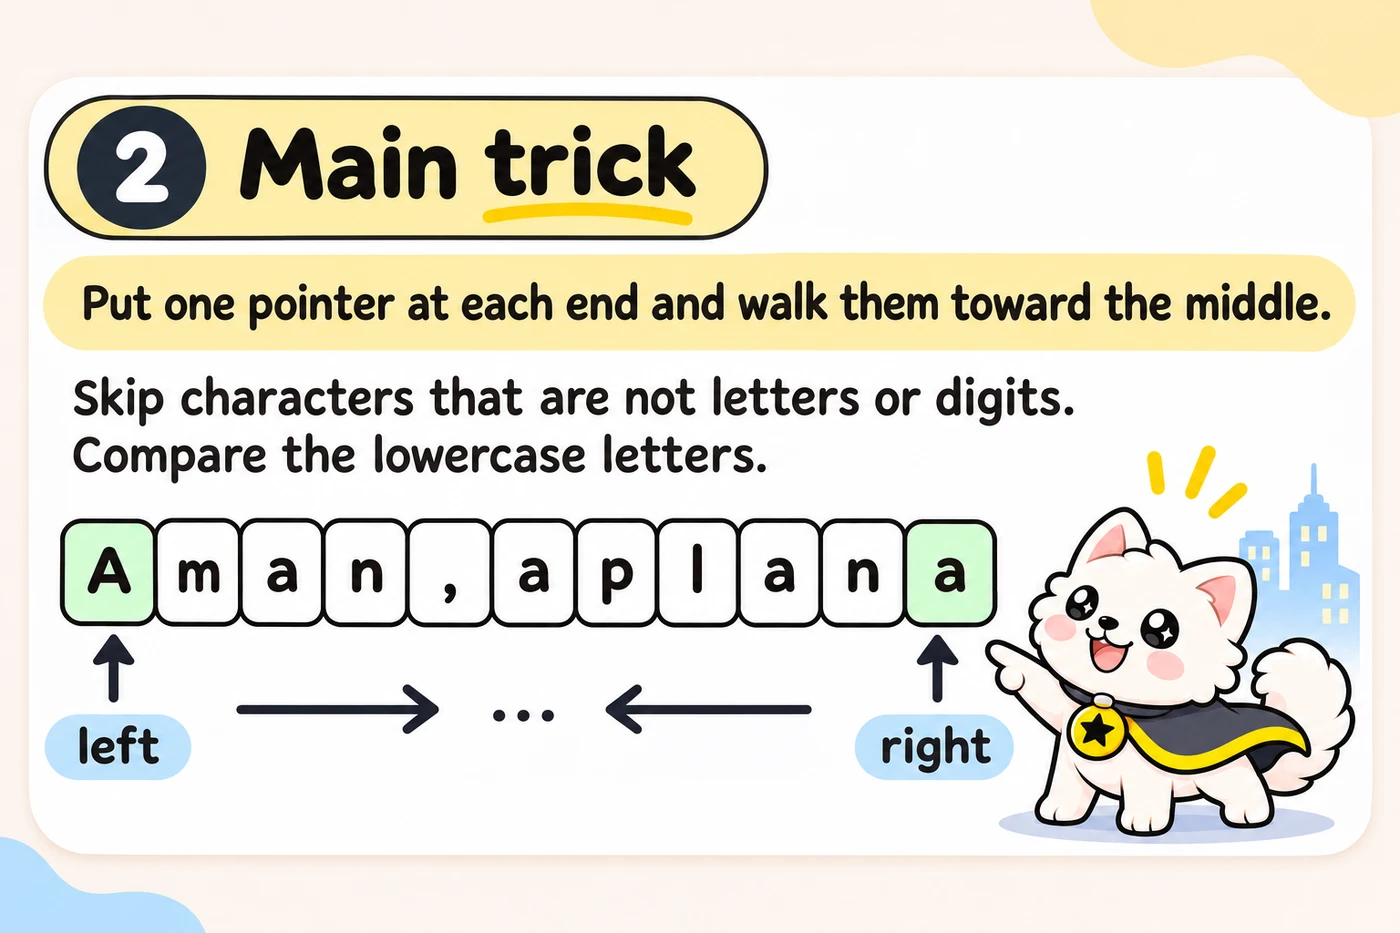 2 Main trick
Put one pointer at each end and walk them toward the middle.
Skip characters that are not letters or digits.
Compare the lowercase letters.
A m a n , a p l a n a
...
left right